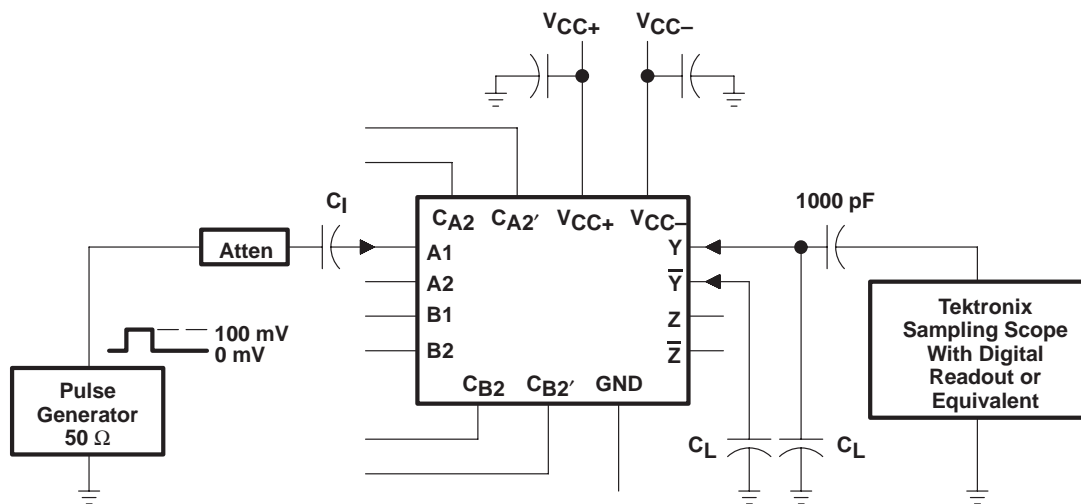 VCC+ VCC–
CI
1000 pF
CA2 CA2′ VCC+ VCC–
Atten
A1 Y
A2 Y̅
B1 Z
B2 Z̅
CB2 CB2′ GND
100 mV
0 mV
Pulse
Generator
50 Ω
Tektronix
Sampling Scope
With Digital
Readout or
Equivalent
CL CL